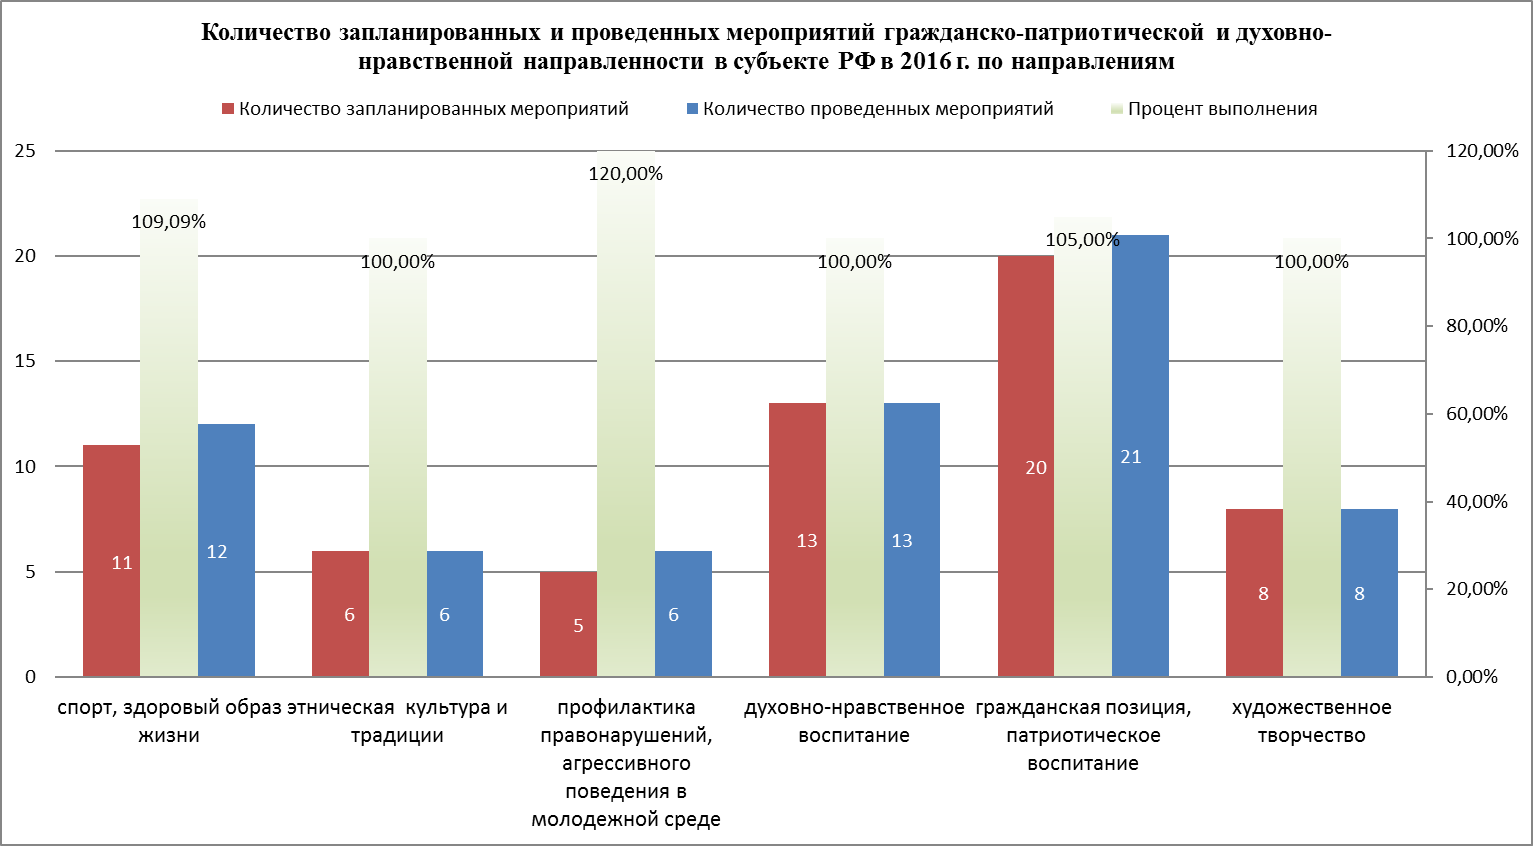 Количество запланированных и проведенных мероприятий гражданско-патриотической и духовно-
нравственной направленности в субъекте РФ в 2016 г. по направлениям
Количество запланированных мероприятий
Количество проведенных мероприятий
Процент выполнения
25
20
15
10
5
0
120,00%
100,00%
80,00%
60,00%
40,00%
20,00%
0,00%
109,09%
11
12
100,00%
6
6
120,00%
5
6
100,00%
13
13
105,00%
20
21
100,00%
8
8
спорт, здоровый образ
жизни
этническая культура и
традиции
профилактика
правонарушений,
агрессивного
поведения в
молодежной среде
духовно-нравственное
воспитание
гражданская позиция,
патриотическое
воспитание
художественное
творчество